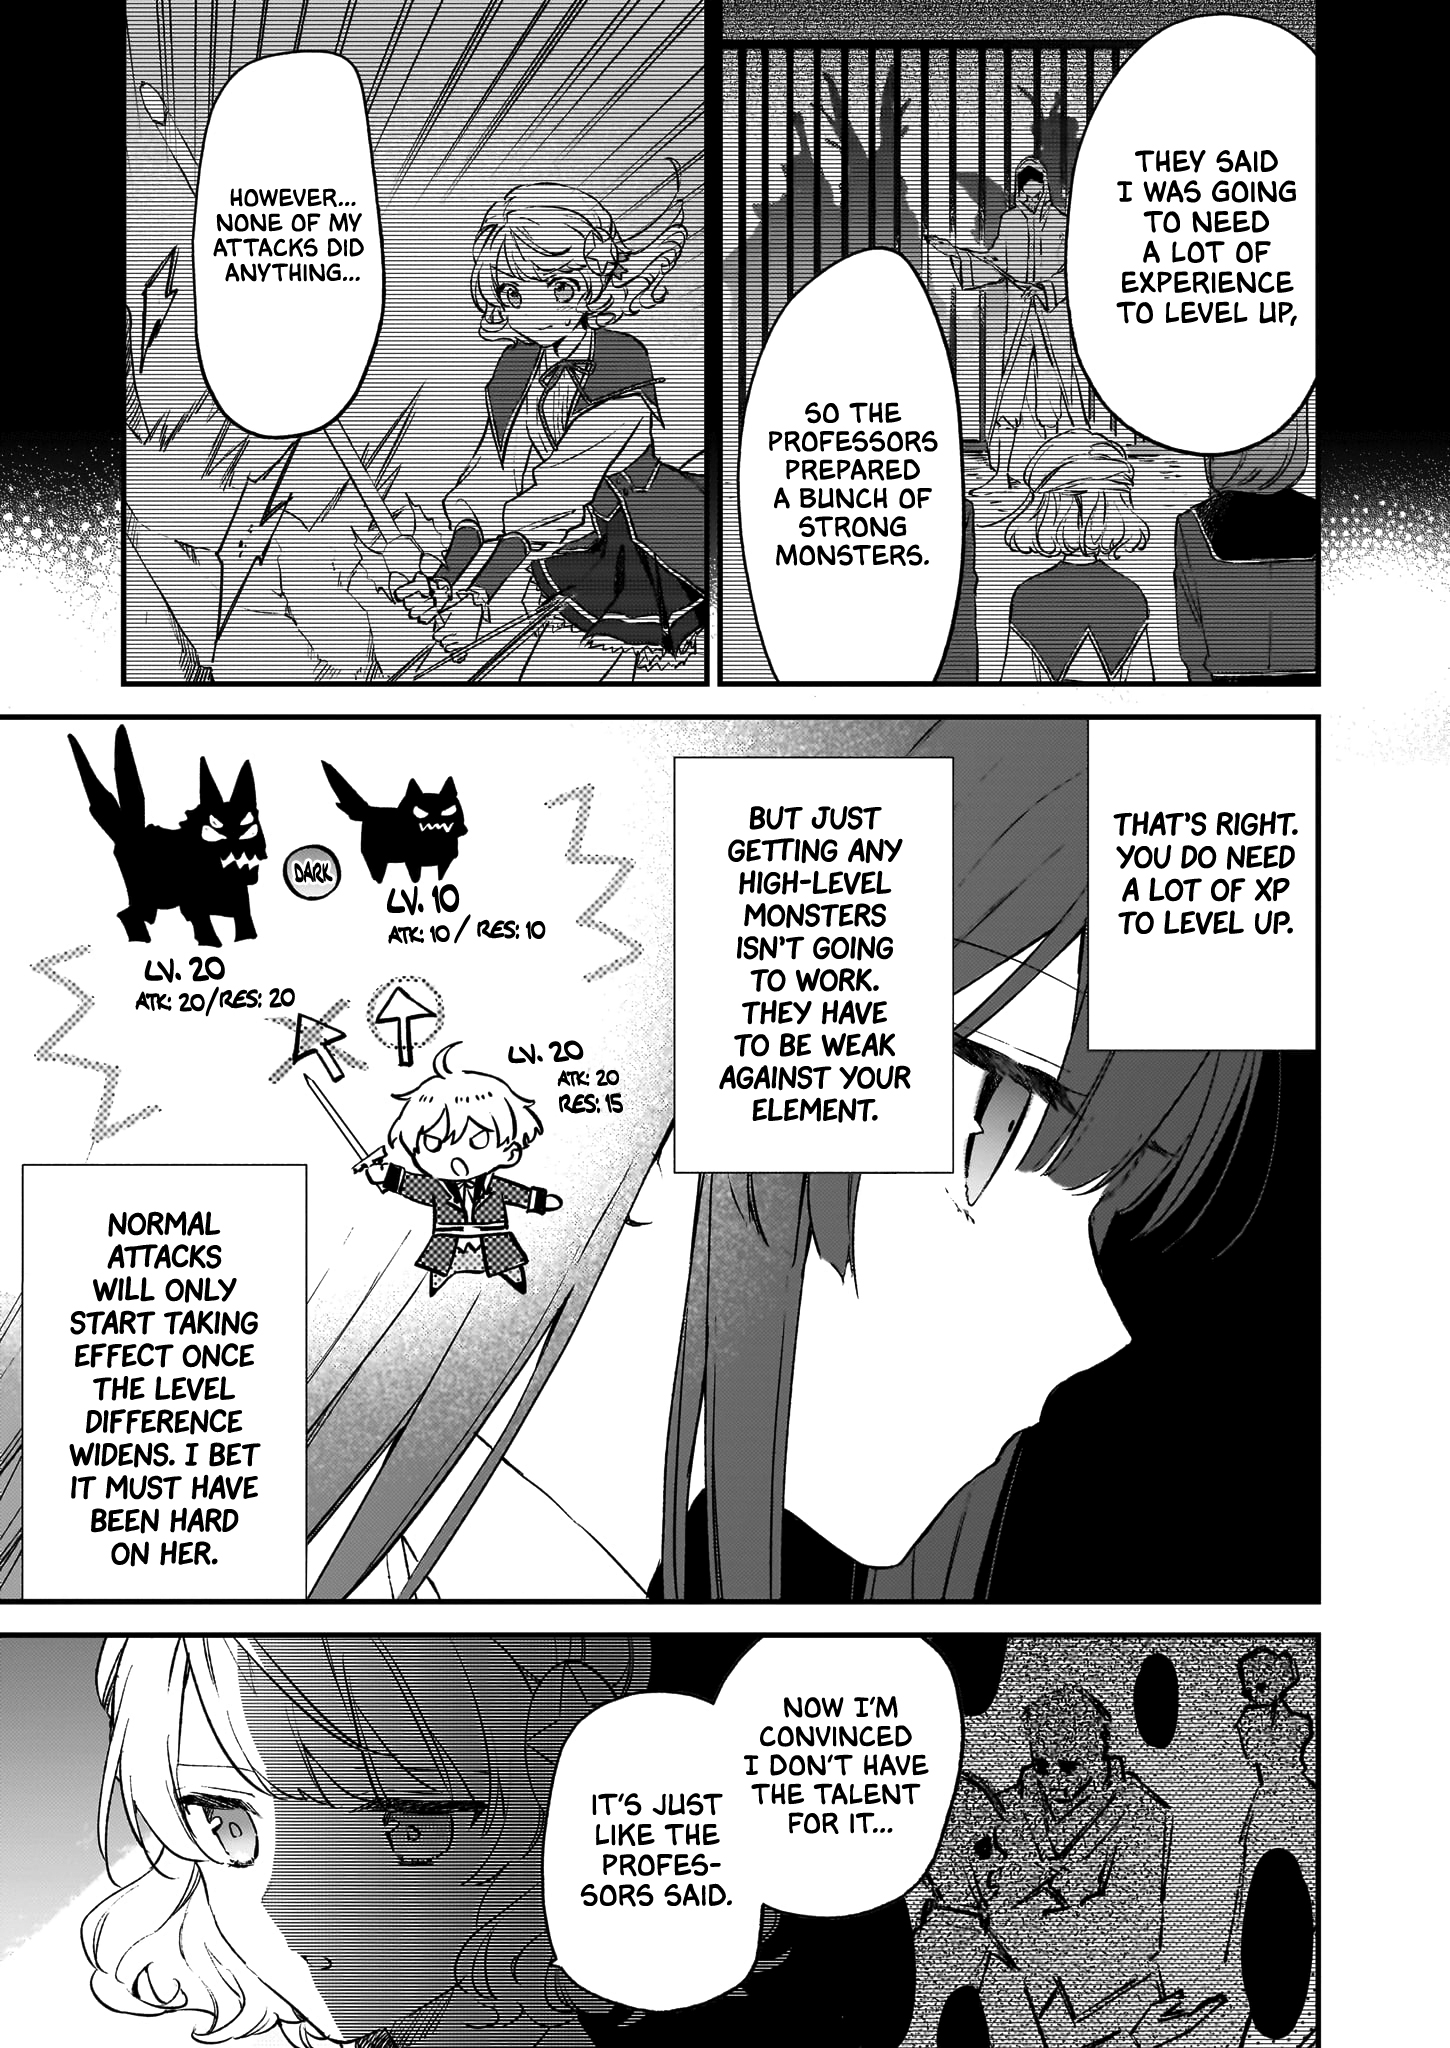 THEY SAID
I WAS GOING
TO NEED
A LOT OF
EXPERIENCE
TO LEVEL UP,
SO THE
PROFESSORS
PREPARED
A BUNCH OF
STRONG
MONSTERS.
HOWEVER...
NONE OF MY
ATTACKS DID
ANYTHING...
THAT'S RIGHT.
YOU DO NEED
A LOT OF XP
TO LEVEL UP.
BUT JUST
GETTING ANY
HIGH-LEVEL
MONSTERS
ISN'T GOING
TO WORK.
THEY HAVE
TO BE WEAK
AGAINST YOUR
ELEMENT.
DARK
LV. 10
ATK: 10 / RES: 10
LV. 20
ATK: 20/RES: 20
LV. 20
ATK: 20
RES: 15
NORMAL
ATTACKS
WILL ONLY
START TAKING
EFFECT ONCE
THE LEVEL
DIFFERENCE
WIDENS. I BET
IT MUST HAVE
BEEN HARD
ON HER.
NOW I'M
CONVINCED
I DON'T HAVE
THE TALENT
FOR IT...
IT'S JUST
LIKE THE
PROFES-
SORS SAID.